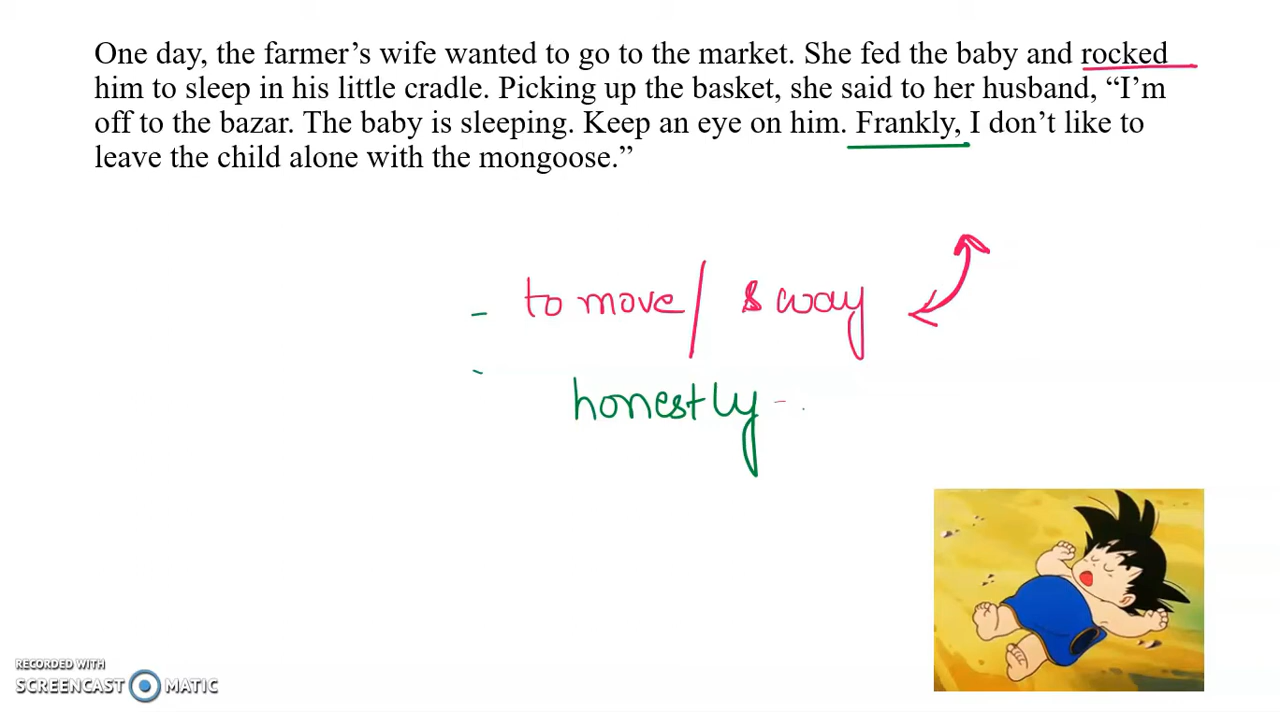 One day, the farmer’s wife wanted to go to the market. She fed the baby and rocked
him to sleep in his little cradle. Picking up the basket, she said to her husband, “I’m
off to the bazar. The baby is sleeping. Keep an eye on him. Frankly, I don’t like to
leave the child alone with the mongoose.”
- to move / sway
honestly -
RECORDED WITH
SCREENCAST MATIC